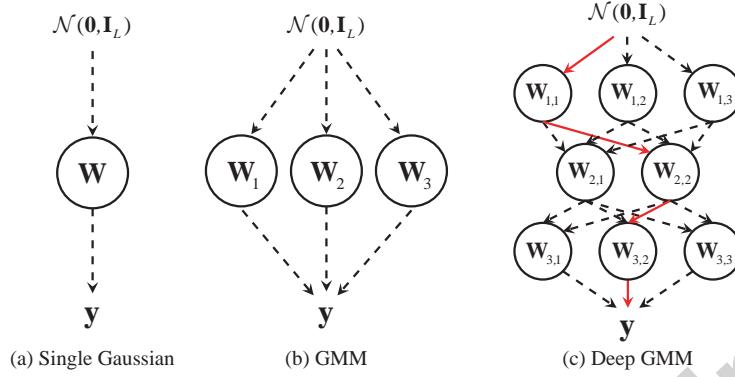 𝒩(0,I_L)
𝒩(0,I_L)
𝒩(0,I_L)
W
W_1
W_2
W_3
W_{1,1}
W_{1,2}
W_{1,3}
W_{2,1}
W_{2,2}
W_{3,1}
W_{3,2}
W_{3,3}
y
y
y
(a) Single Gaussian
(b) GMM
(c) Deep GMM